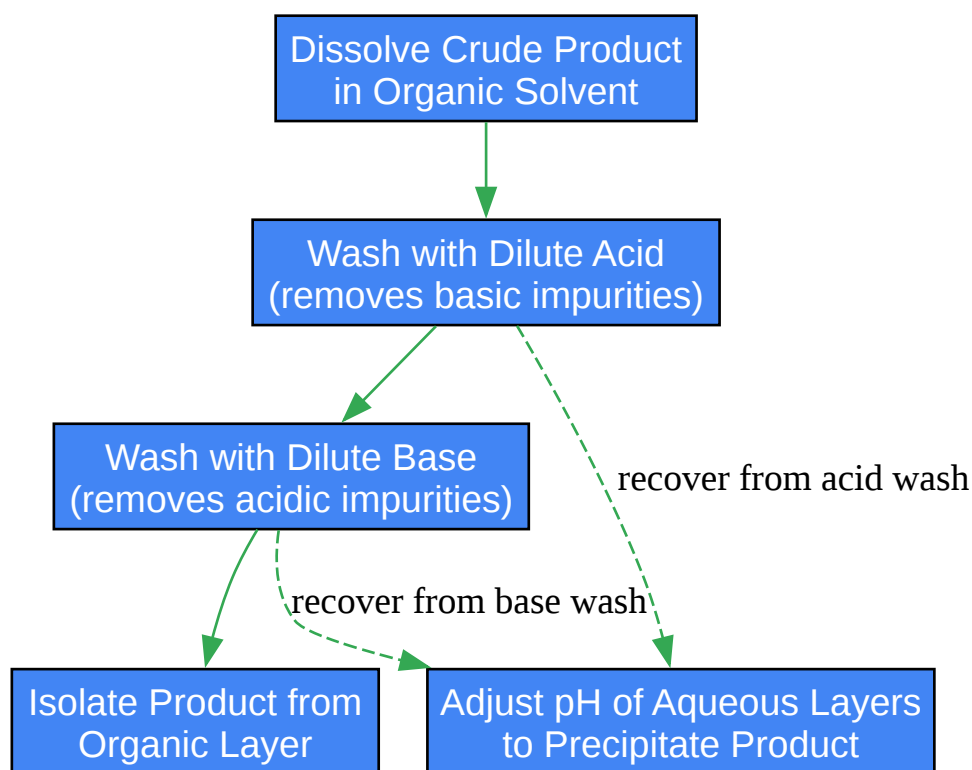 Dissolve Crude Product
in Organic Solvent
Wash with Dilute Acid
(removes basic impurities)
Wash with Dilute Base
(removes acidic impurities)
recover from acid wash
recover from base wash
Isolate Product from
Organic Layer
Adjust pH of Aqueous Layers
to Precipitate Product